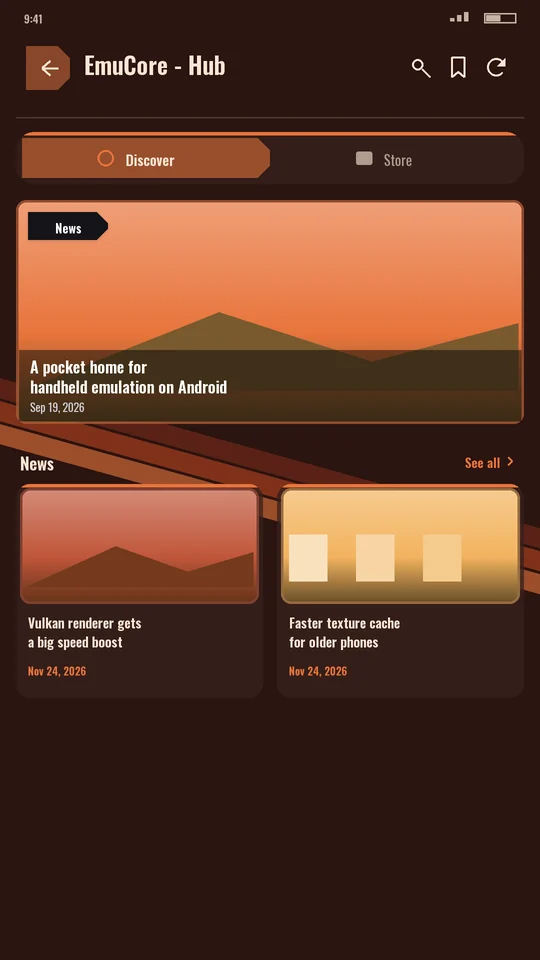 9:41
EmuCore - Hub
Discover
Store
News
A pocket home for
handheld emulation on Android
Sep 19, 2026
News
See all
Vulkan renderer gets
a big speed boost
Nov 24, 2026
Faster texture cache
for older phones
Nov 24, 2026